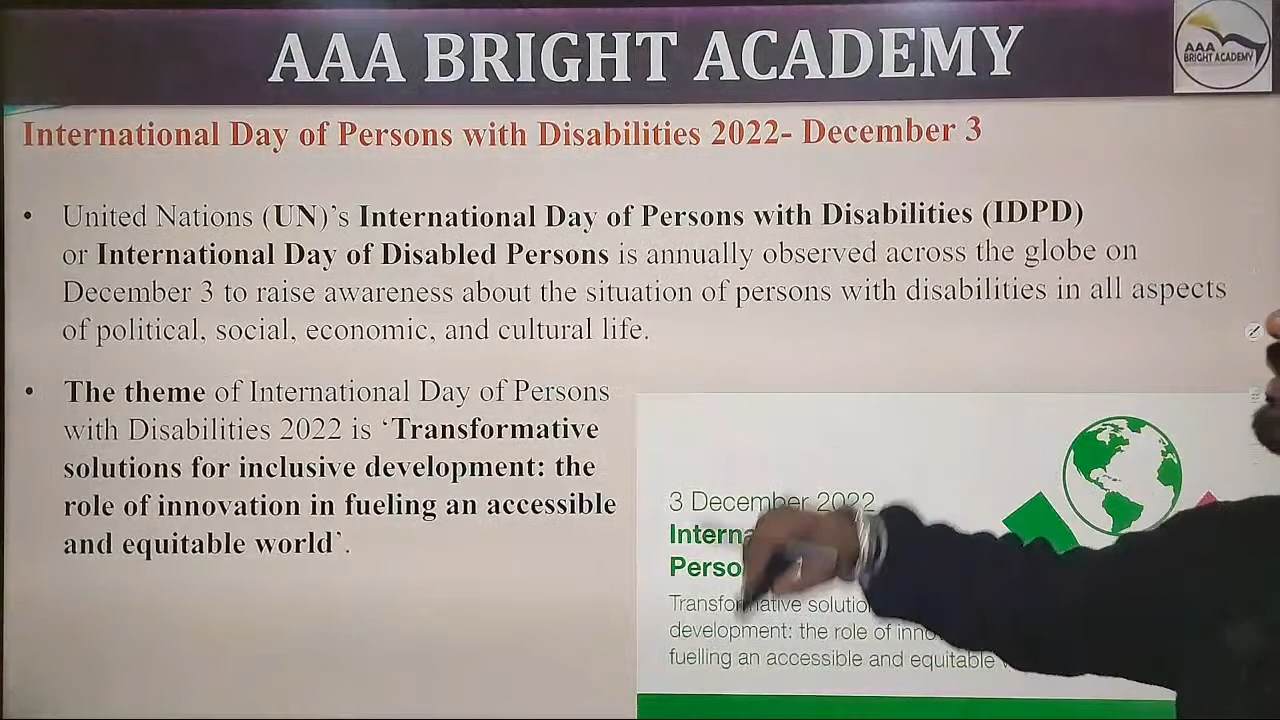 AAA BRIGHT ACADEMY
AAA
BRIGHT ACADEMY
International Day of Persons with Disabilities 2022- December 3
• United Nations (UN)’s International Day of Persons with Disabilities (IDPD)
or International Day of Disabled Persons is annually observed across the globe on
December 3 to raise awareness about the situation of persons with disabilities in all aspects
of political, social, economic, and cultural life.
• The theme of International Day of Persons
with Disabilities 2022 is ‘Transformative
solutions for inclusive development: the
role of innovation in fueling an accessible
and equitable world’.
3 December 2022
Transformative
development: the role of
fuelling an accessible and equitable